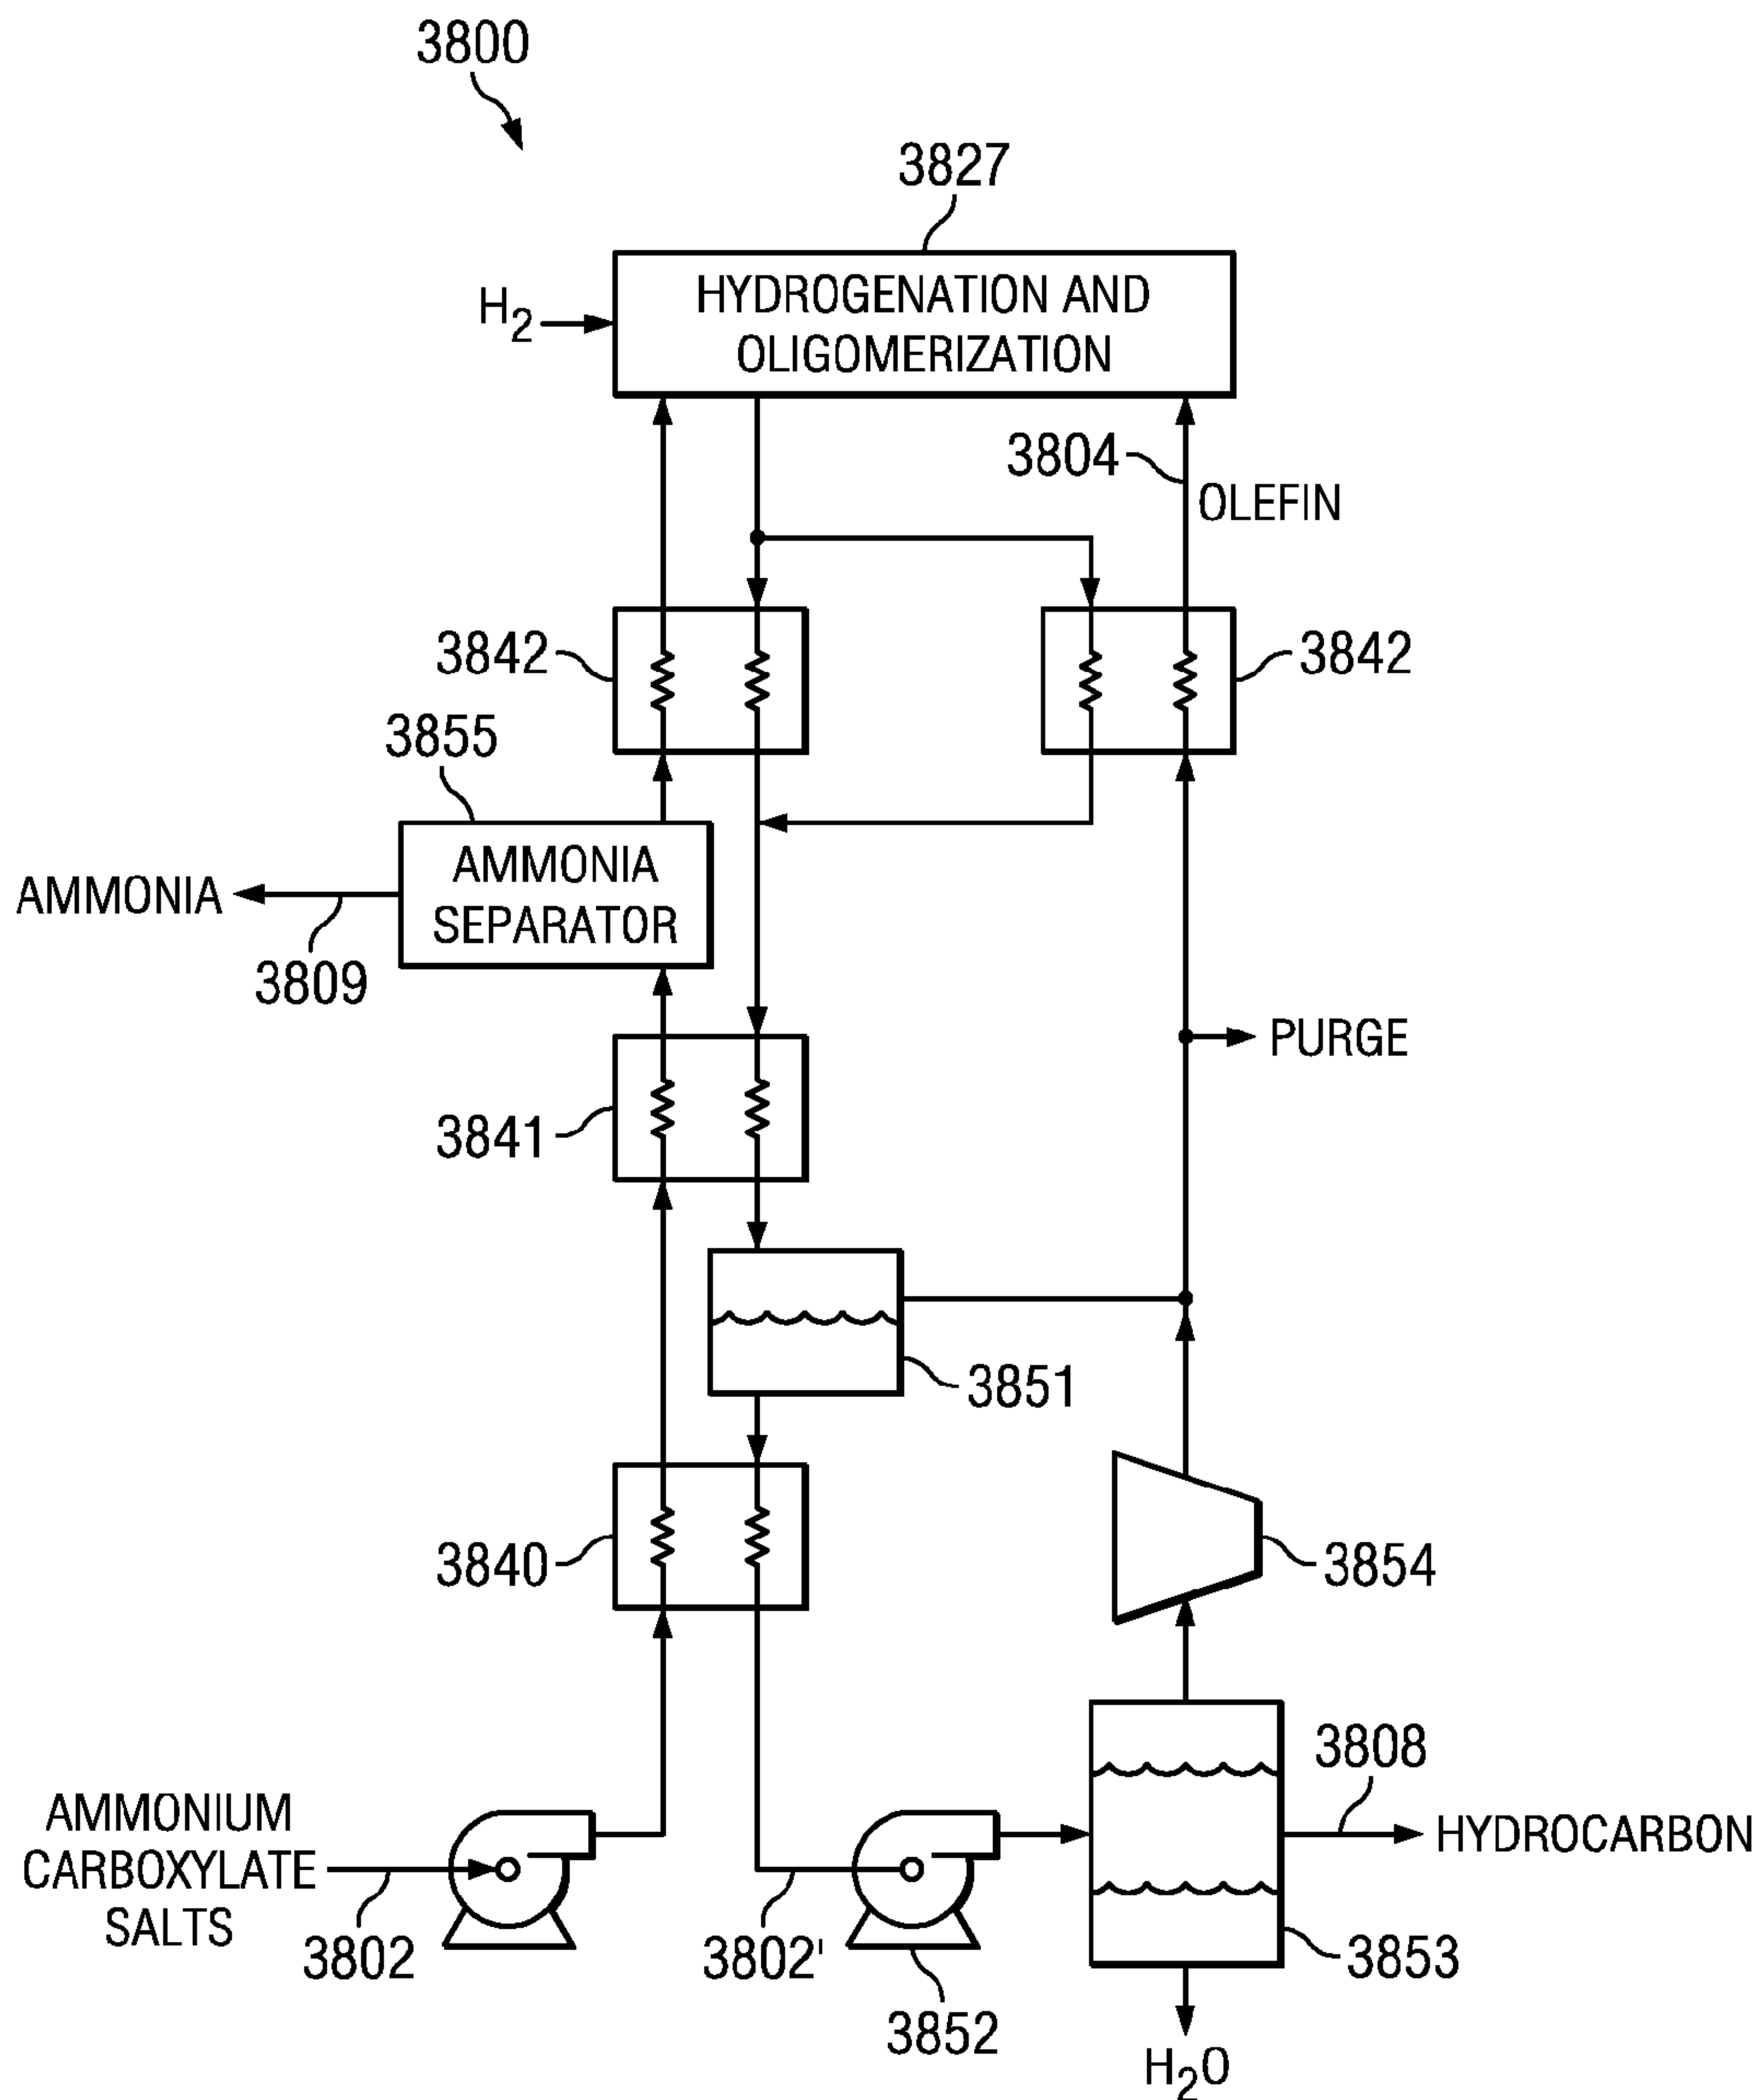 3800
3827
H2
HYDROGENATION AND
OLIGOMERIZATION
3804
OLEFIN
3842
3842
3855
AMMONIA
SEPARATOR
AMMONIA
3809
PURGE
3841
3851
3840
3854
3808
AMMONIUM
CARBOXYLATE
SALTS
HYDROCARBON
3802
3802'
3853
3852
H2O